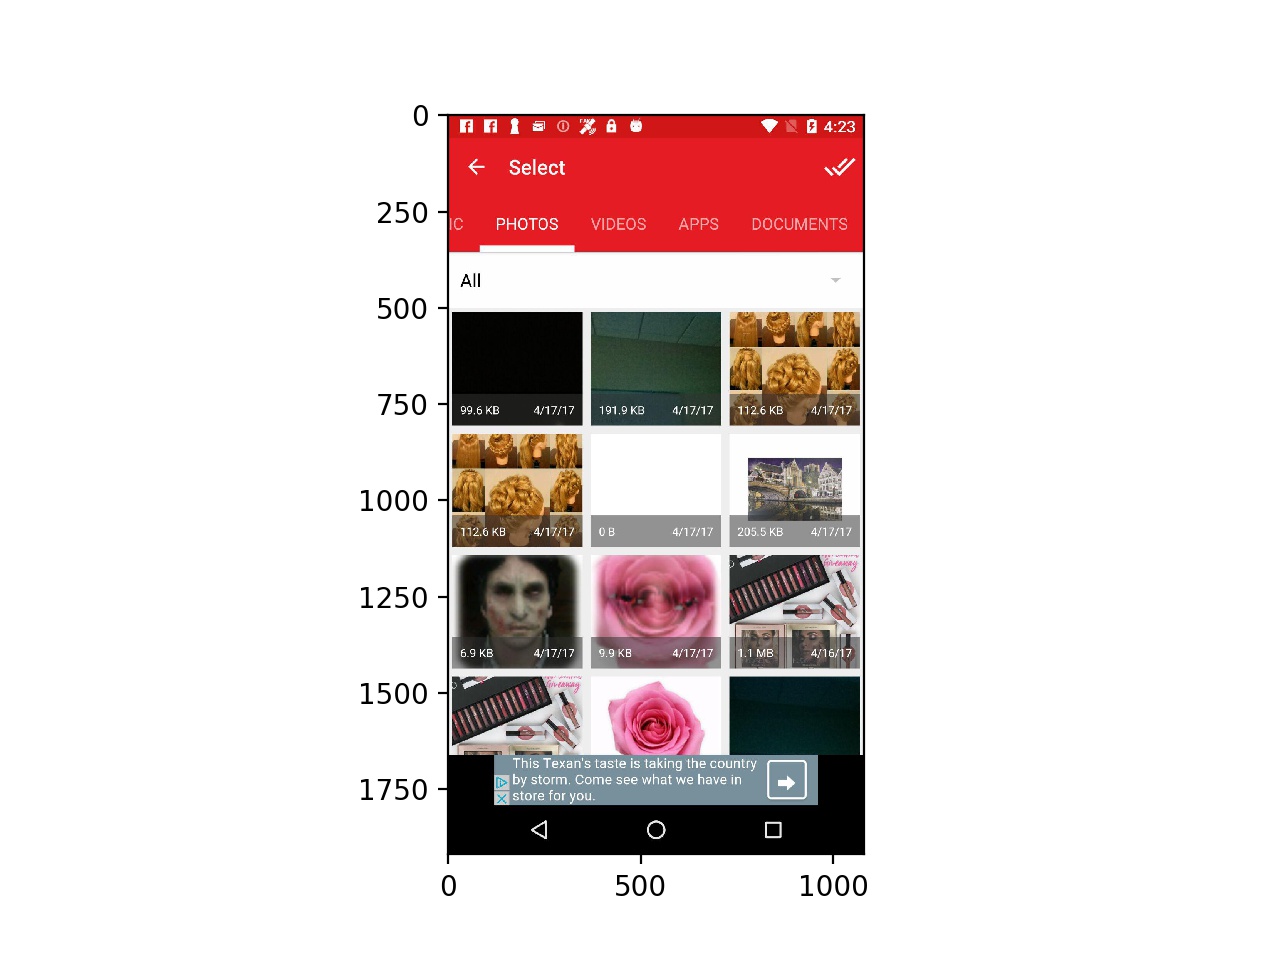 0
250
500
750
1000
1250
1500
1750
0 500 1000
4:23
Select
IC PHOTOS VIDEOS APPS DOCUMENTS
All
99.6 KB 4/17/17
191.9 KB 4/17/17
112.6 KB 4/17/17
112.6 KB 4/17/17
0 B 4/17/17
205.5 KB 4/17/17
6.9 KB 4/17/17
9.9 KB 4/17/17
Giveaway
1.1 MB 4/16/17
Giveaway
This Texan's taste is taking the country
by storm. Come see what we have in
store for you.